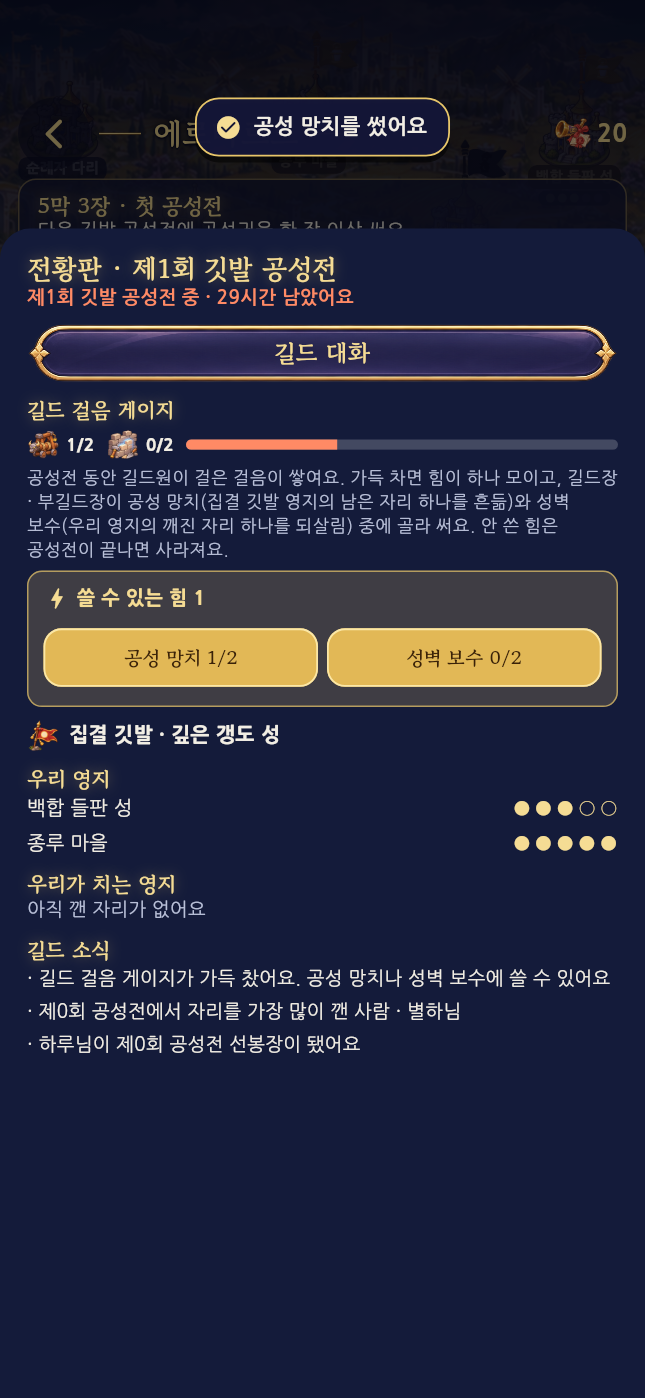 공성 망치를 썼어요
20
순례자 다리
5막 3장 · 첫 공성전
전황판 · 제1회 깃발 공성전
제1회 깃발 공성전 중 · 29시간 남았어요
길드 대화
길드 걸음 게이지
1/2 0/2
공성전 동안 길드원이 걸은 걸음이 쌓여요. 가득 차면 힘이 하나 모이고, 길드장
· 부길드장이 공성 망치(집결 깃발 영지의 남은 자리 하나를 흔듦)와 성벽
보수(우리 영지의 깨진 자리 하나를 되살림) 중에 골라 써요. 안 쓴 힘은
공성전이 끝나면 사라져요.
쓸 수 있는 힘 1
공성 망치 1/2
성벽 보수 0/2
집결 깃발 · 깊은 갱도 성
우리 영지
백합 들판 성
종루 마을
우리가 치는 영지
아직 깬 자리가 없어요
길드 소식
· 길드 걸음 게이지가 가득 찼어요. 공성 망치나 성벽 보수에 쓸 수 있어요
· 제0회 공성전에서 자리를 가장 많이 깬 사람 · 별하님
· 하루님이 제0회 공성전 선봉장이 됐어요